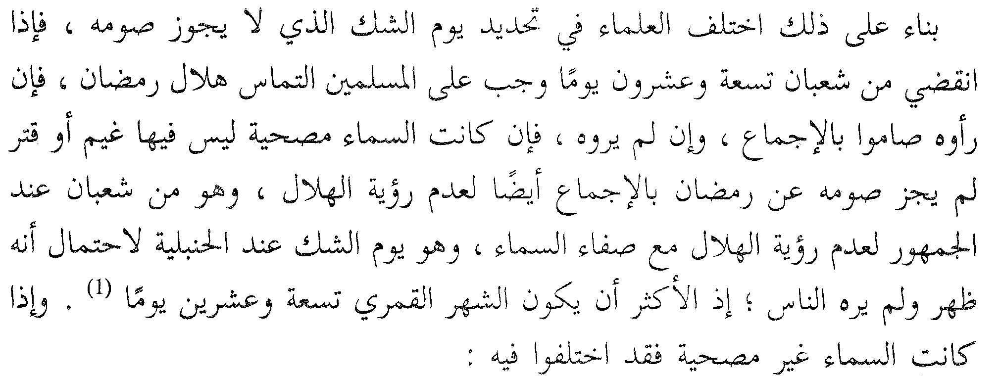 بناء على ذلك اختلف العلماء في تحديد يوم الشك الذي لا يجوز صومه ، فإذا
انقضي من شعبان تسعة وعشرون يومًا وجب على المسلمين التماس هلال رمضان ، فإن
رأوه صاموا بالإجماع ، وإن لم يروه ، فإن كانت السماء مصحية ليس فيها غيم أو قتر
لم يجز صومه عن رمضان بالإجماع أيضًا لعدم رؤية الهلال ، وهو من شعبان عند
الجمهور لعدم رؤية الهلال مع صفاء السماء ، وهو يوم الشك عند الحنبلية لاحتمال أنه
ظهر ولم يره الناس ؛ إذ الأكثر أن يكون الشهر القمري تسعة وعشرين يومًا (1) . وإذا
كانت السماء غير مصحية فقد اختلفوا فيه :